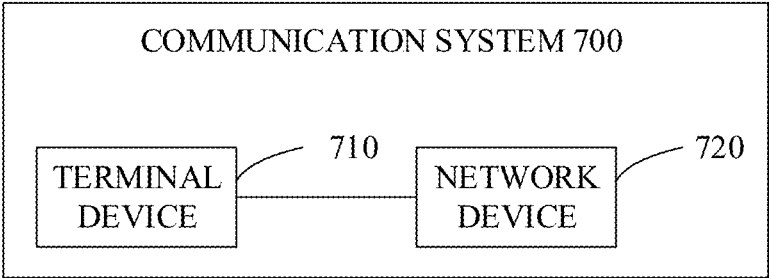 COMMUNICATION SYSTEM 700
710
720
TERMINAL
DEVICE
NETWORK
DEVICE